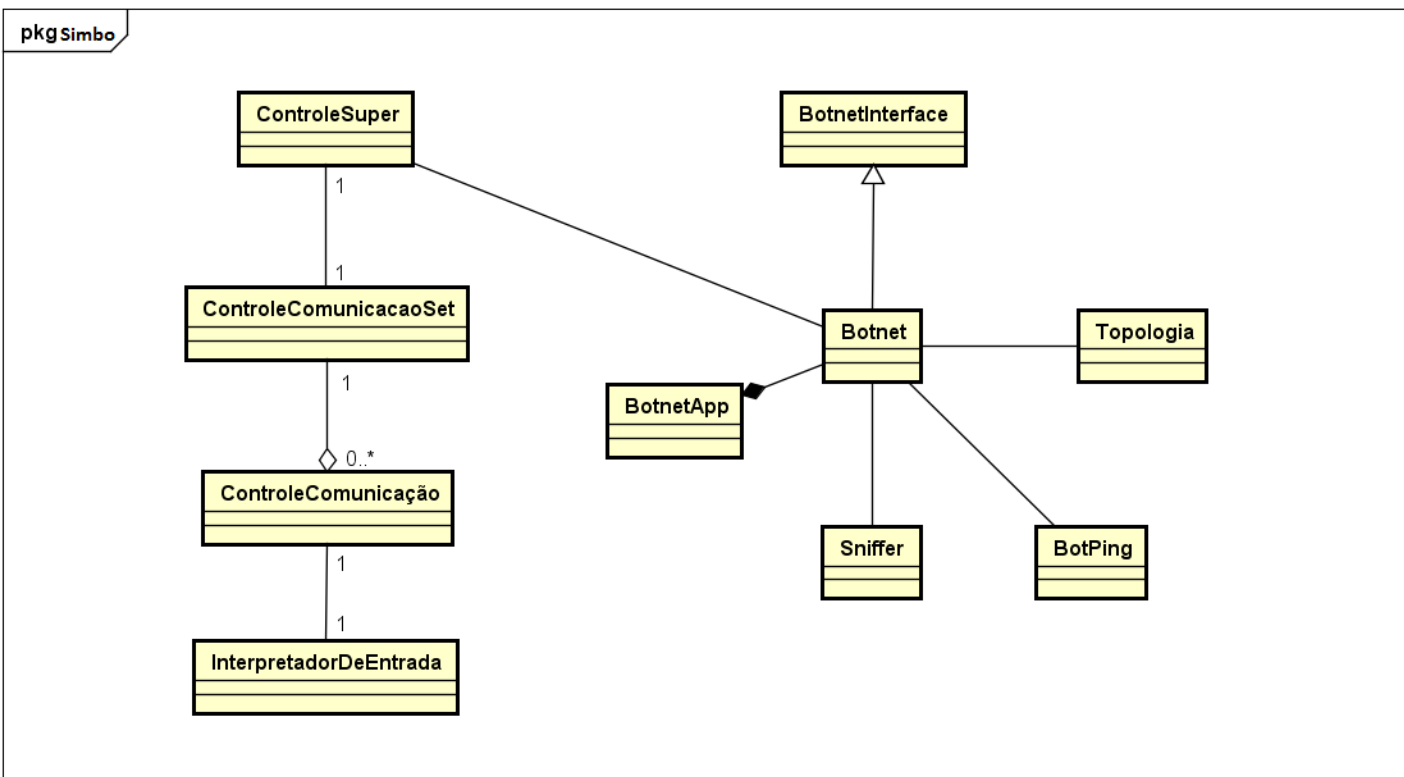 pkg Simbo
ControleSuper
BotnetInterface
1
1
ControleComunicacaoSet
Botnet
Topologia
1
BotnetApp
0..*
ControleComunicação
Sniffer
BotPing
1
1
InterpretadorDeEntrada